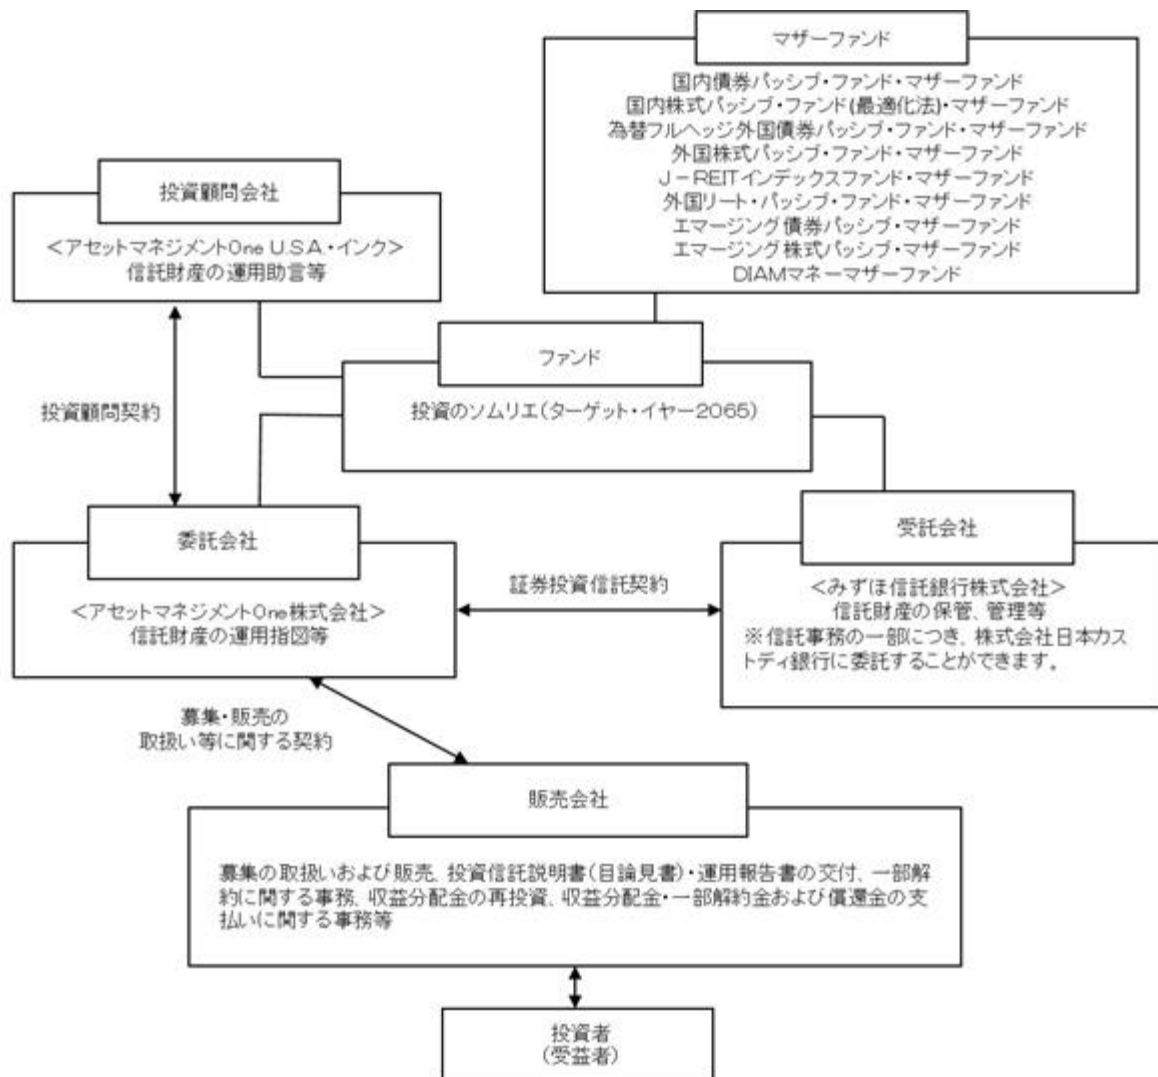 マザーファンド
国内債券パッシブ・ファンド・マザーファンド
国内株式パッシブ・ファンド(最適化法)・マザーファンド
為替フルヘッジ外国債券パッシブ・ファンド・マザーファンド
外国株式パッシブ・ファンド・マザーファンド
J-REITインデックスファンド・マザーファンド
外国リート・パッシブ・ファンド・マザーファンド
エマージング債券パッシブ・マザーファンド
エマージング株式パッシブ・マザーファンド
DIAMマネーマザーファンド
投資顧問会社
<アセットマネジメントOne U.S.A・インク>
信託財産の運用助言等
ファンド
投資のソムリエ(ターゲット・イヤー2065)
投資顧問契約
委託会社
<アセットマネジメントOne株式会社>
信託財産の運用指図等
証券投資信託契約
受託会社
<みずほ信託銀行株式会社>
信託財産の保管、管理等
※信託事務の一部につき、株式会社日本カス
トディ銀行に委託することができます。
募集・販売の
取扱い等に関する契約
販売会社
募集の取扱いおよび販売、投資信託説明書(目論見書)・運用報告書の交付、一部解
約に関する事務、収益分配金の再投資、収益分配金・一部解約金および償還金の支
払いに関する事務等
投資者
(受益者)